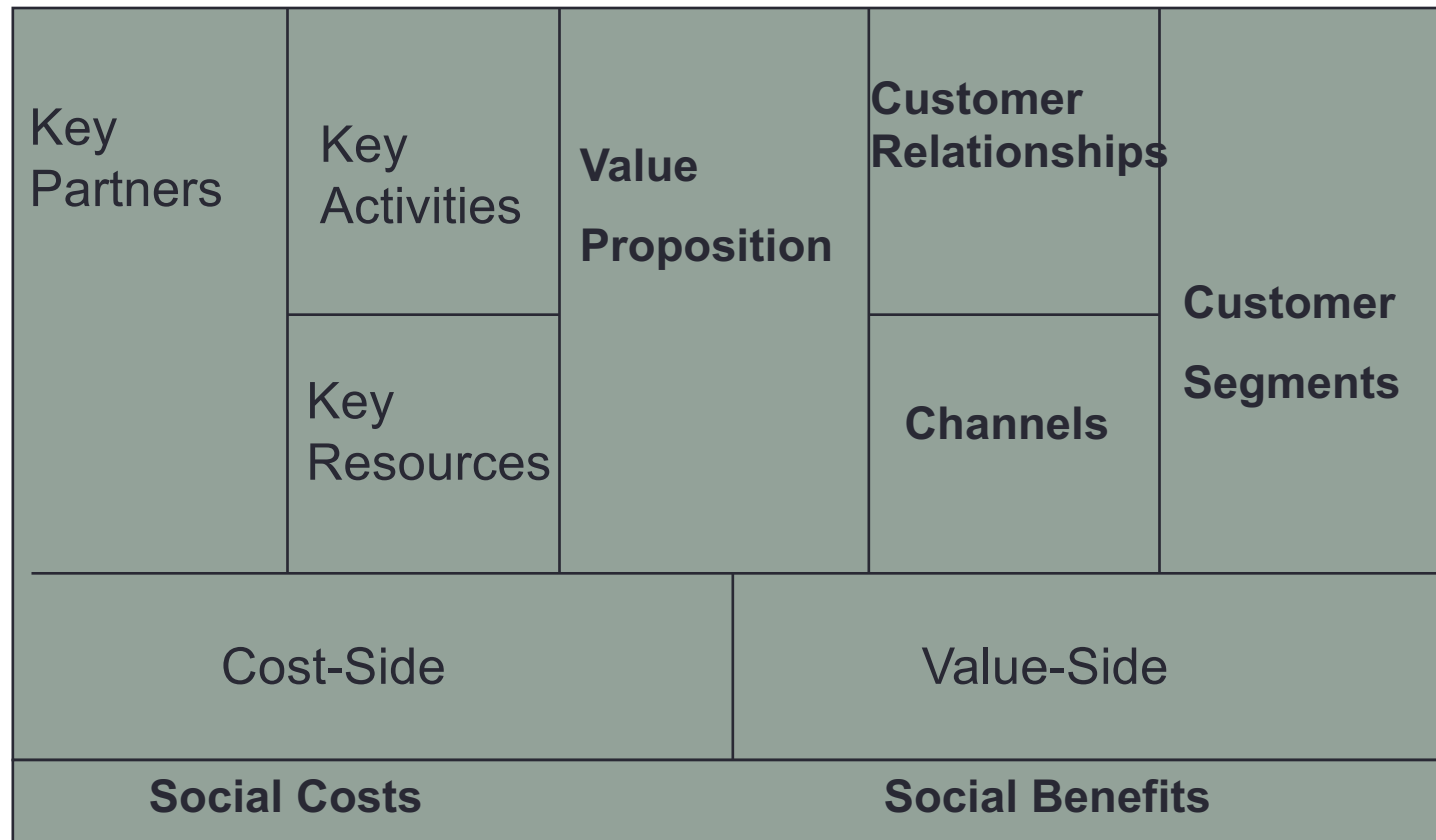 Key
Partners
Key
Activities
Key
Resources
Value
Proposition
Customer
Relationships
Channels
Customer
Segments
Cost-Side
Value-Side
Social Costs
Social Benefits